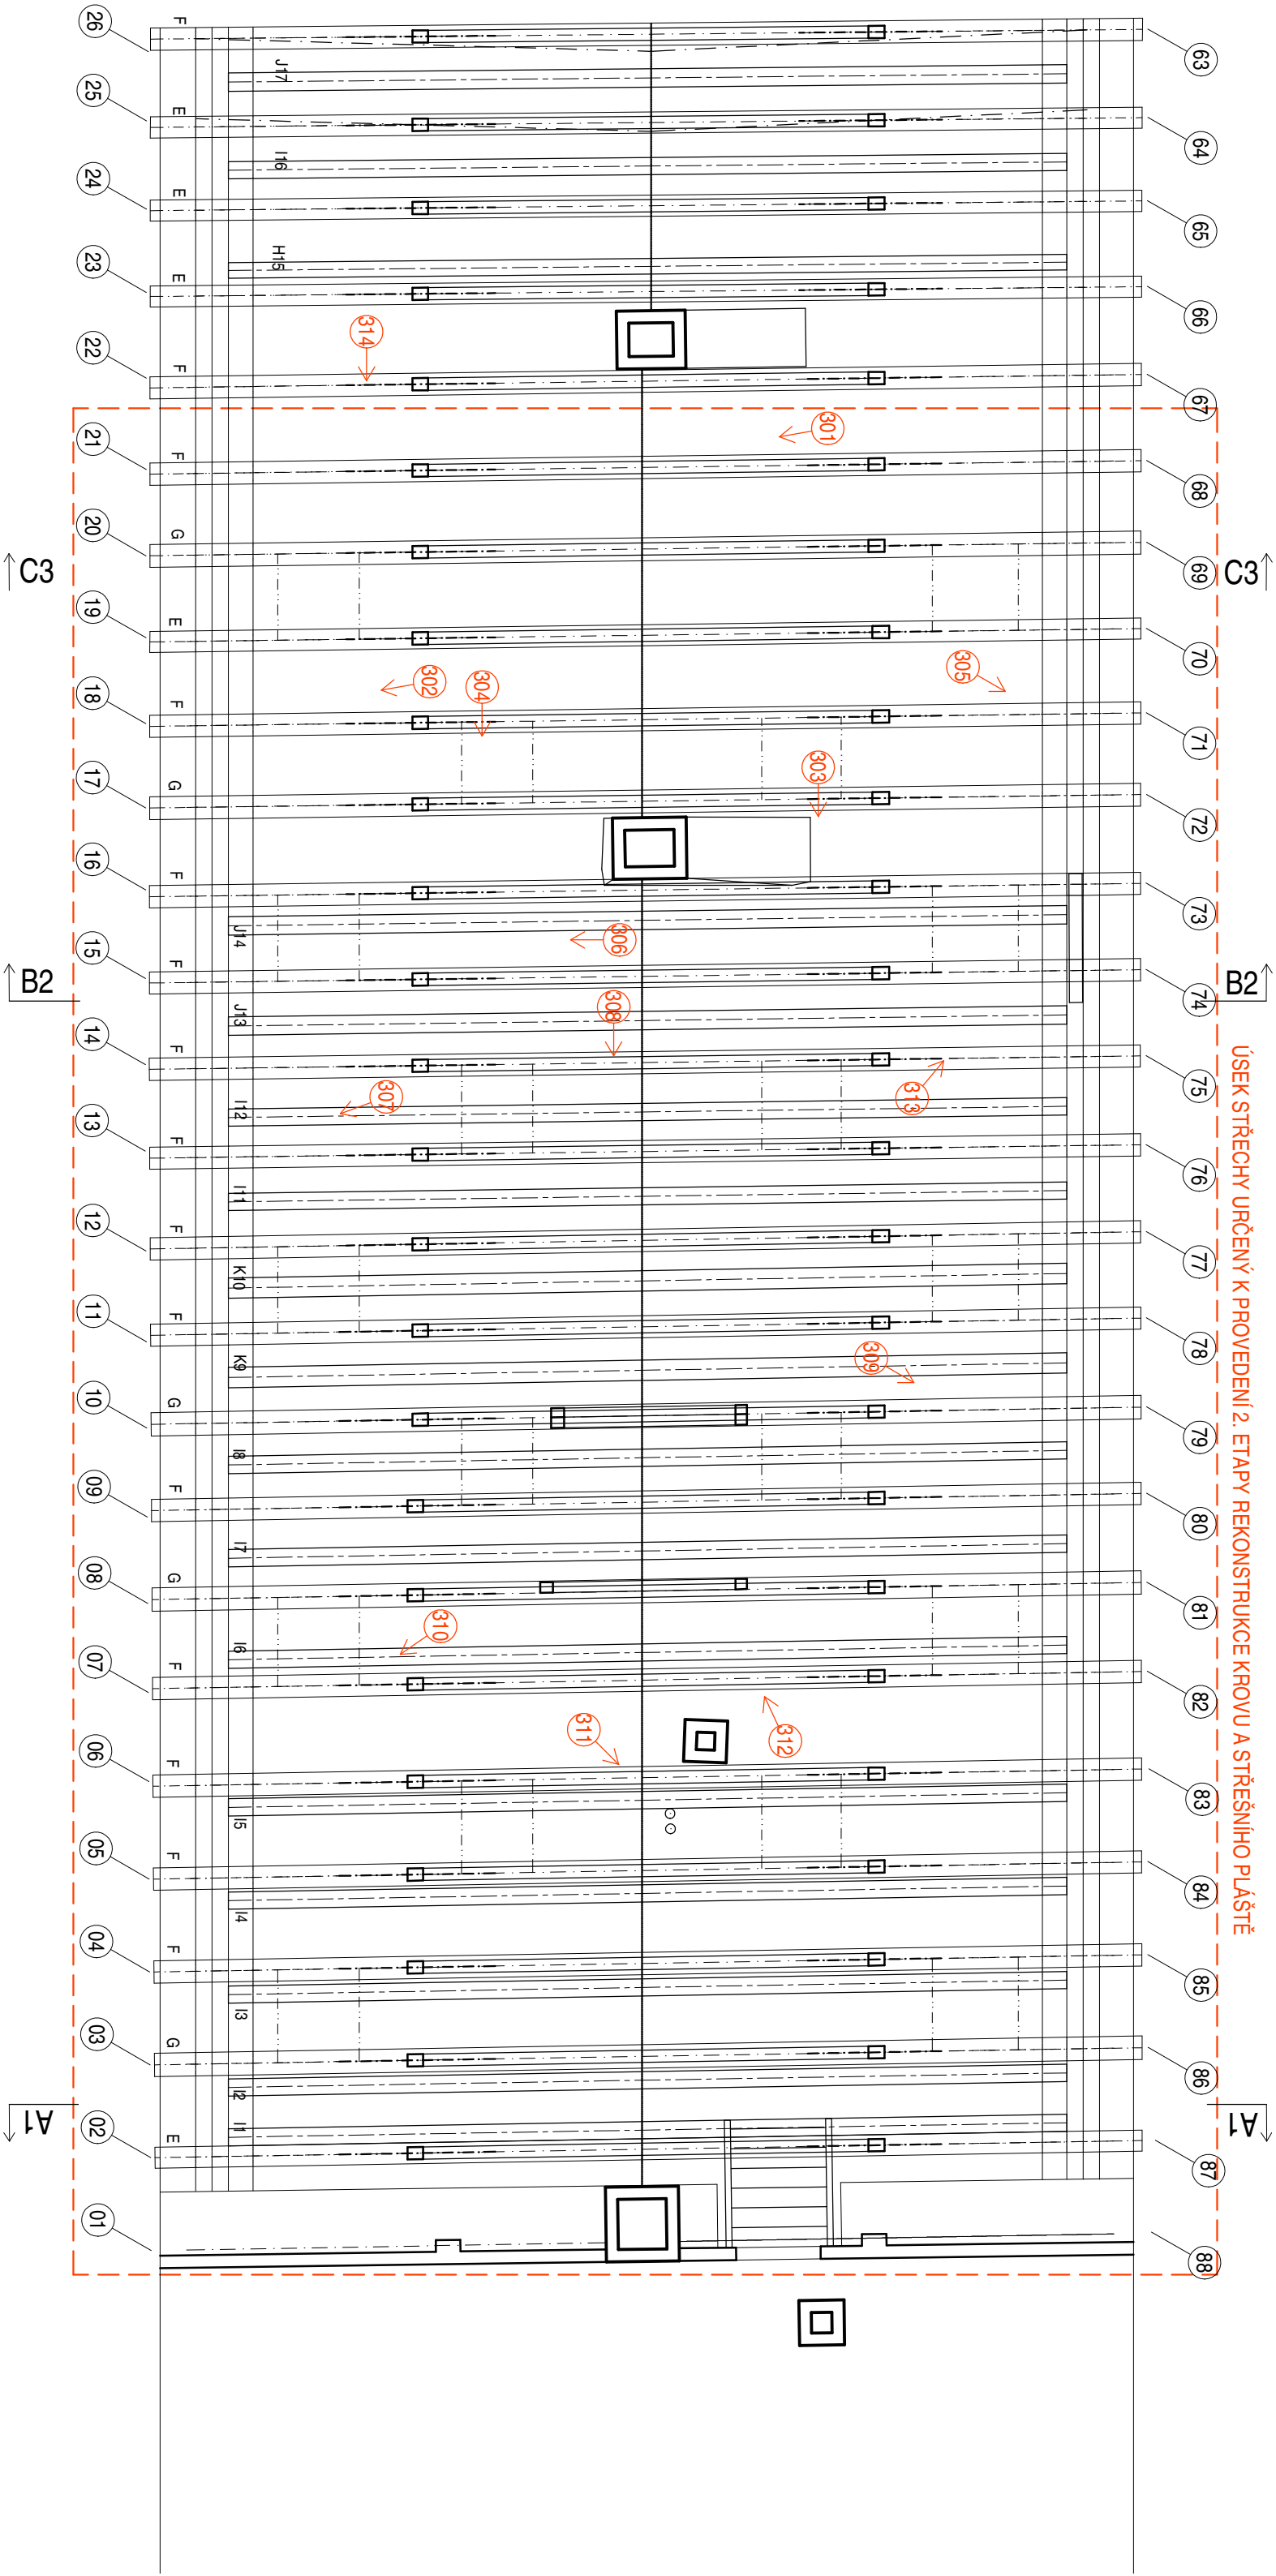 26
F
63
J17
25
E
64
I16
24
E
65
H15
23
E
66
314
22
F
67
301
21
F
68
20
G
69
C3
C3
19
E
70
305
302
304
18
F
71
303
17
G
72
16
F
73
J14
306
15
F
74
B2
B2
J13
308
14
F
75
ÚSEK STŘECHY URČENÝ K PROVEDENÍ 2. ETAPY REKONSTRUKCE KROVU A STŘEŠNÍHO PLÁŠTĚ
307
313
I12
13
F
76
I11
12
F
77
K10
11
F
78
K9
309
10
G
79
I8
09
F
80
I7
08
G
81
310
I6
07
F
82
311
312
06
F
83
I5
05
F
84
I4
04
F
85
I3
03
G
86
I2
A1
A1
I1
02
E
87
01
88